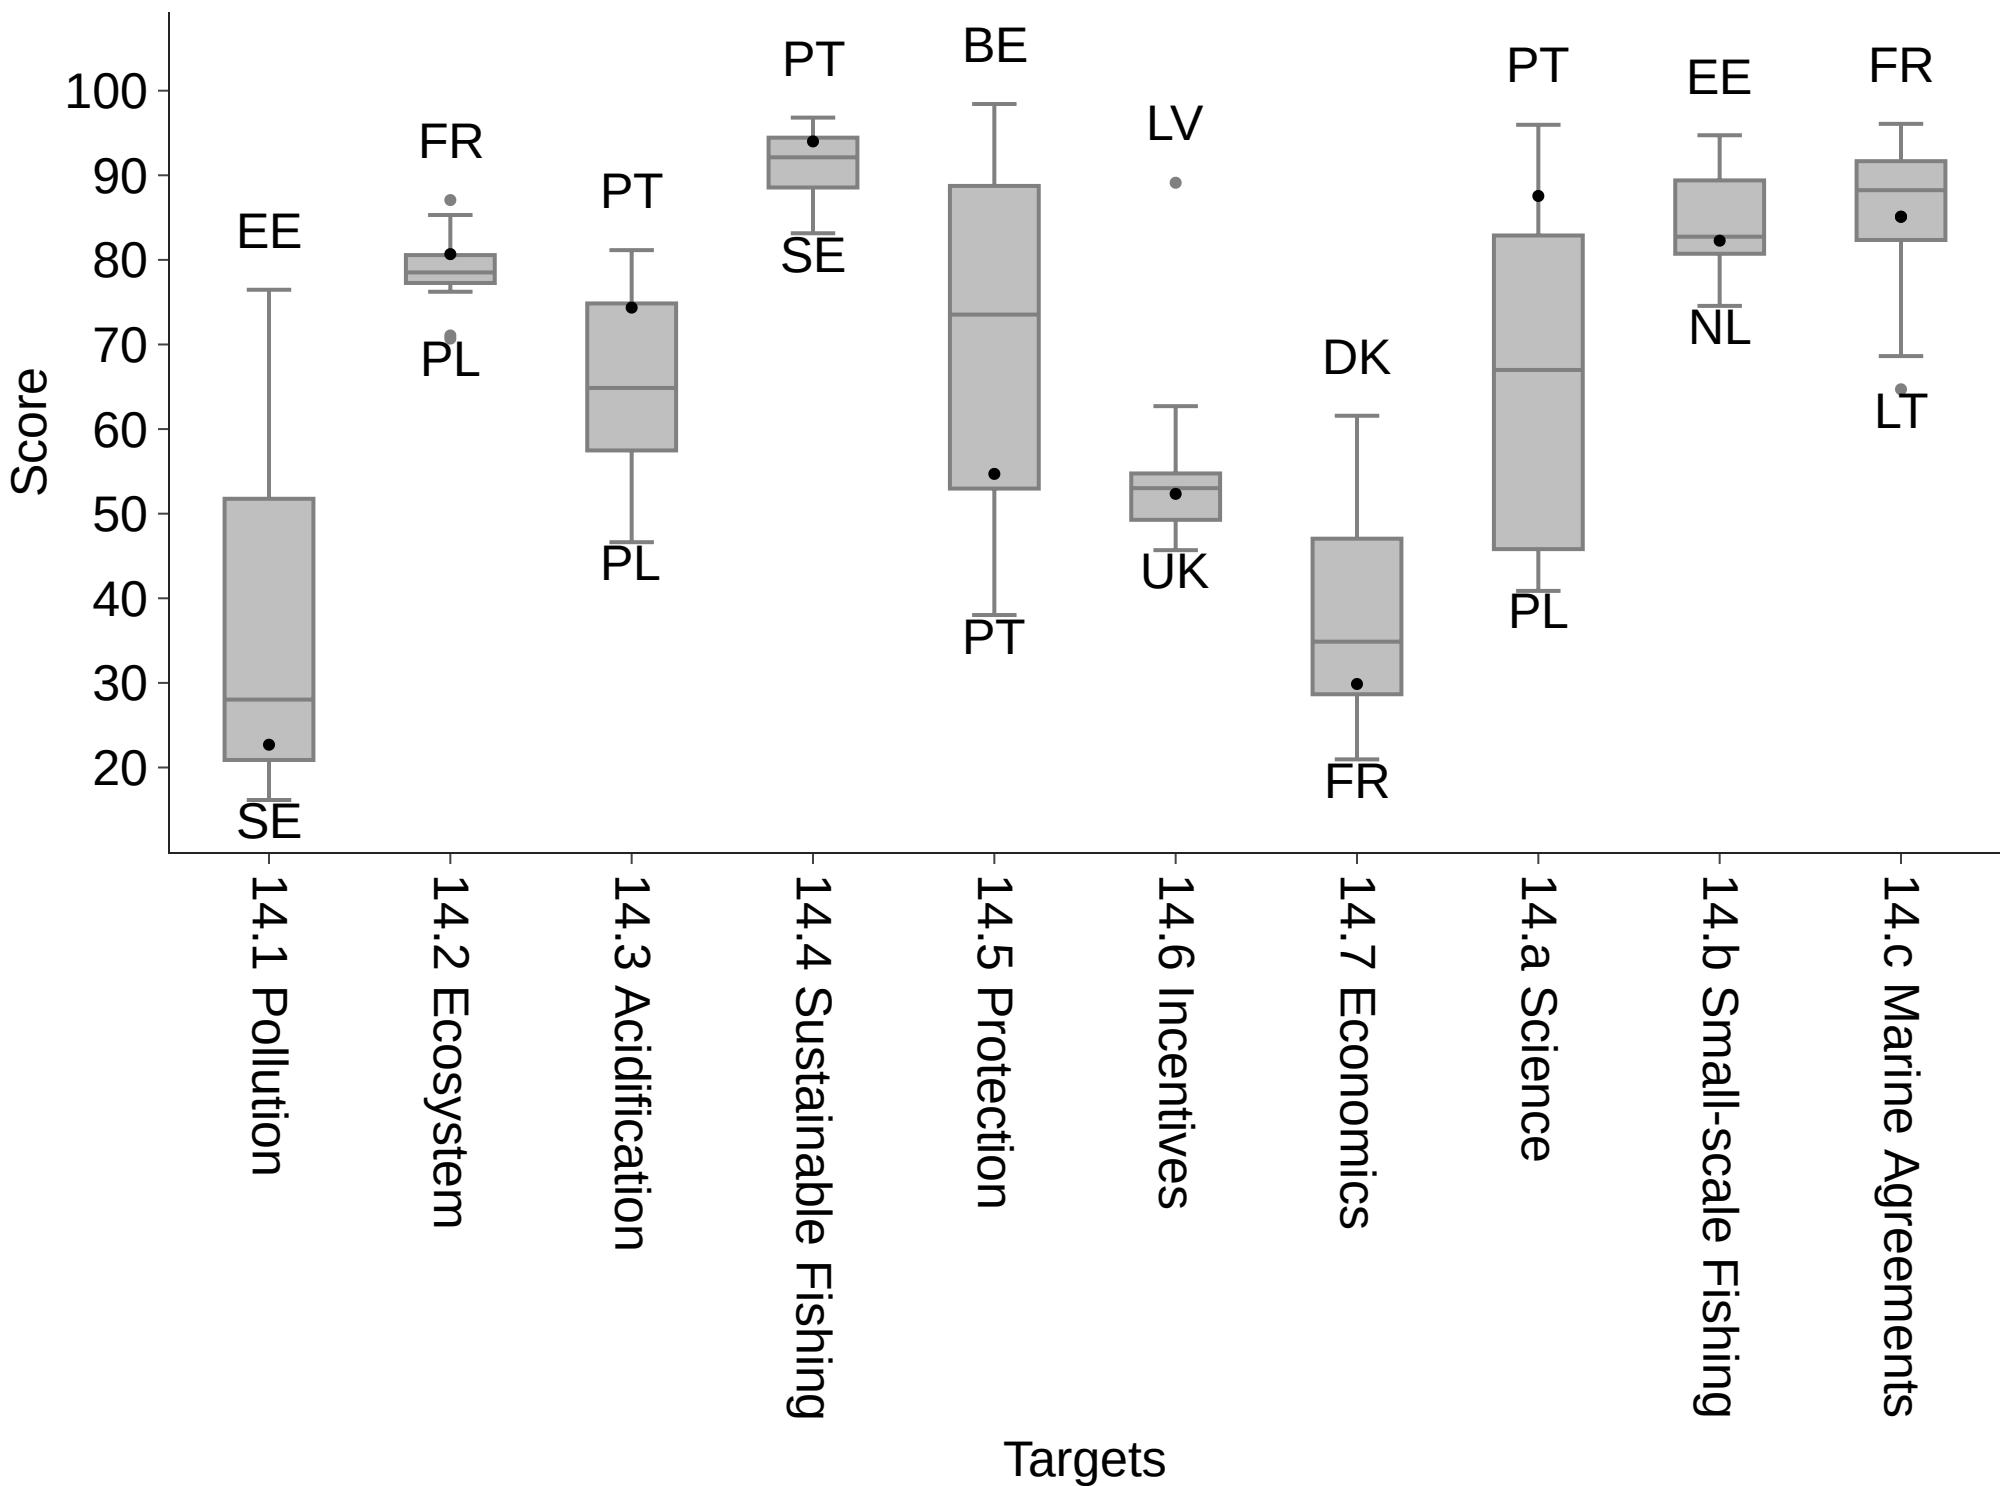 PT
BE
PT
EE
FR
100
LV
FR
90
PT
EE
80
SE
70
PL
DK
NL
Score
60
LT
50
PL
UK
40
PL
PT
30
20
FR
SE
14.1 Pollution
14.2 Ecosystem
14.3 Acidification
14.4 Sustainable Fishing
14.5 Protection
14.6 Incentives
14.7 Economics
14.a Science
14.b Small-scale Fishing
14.c Marine Agreements
Targets